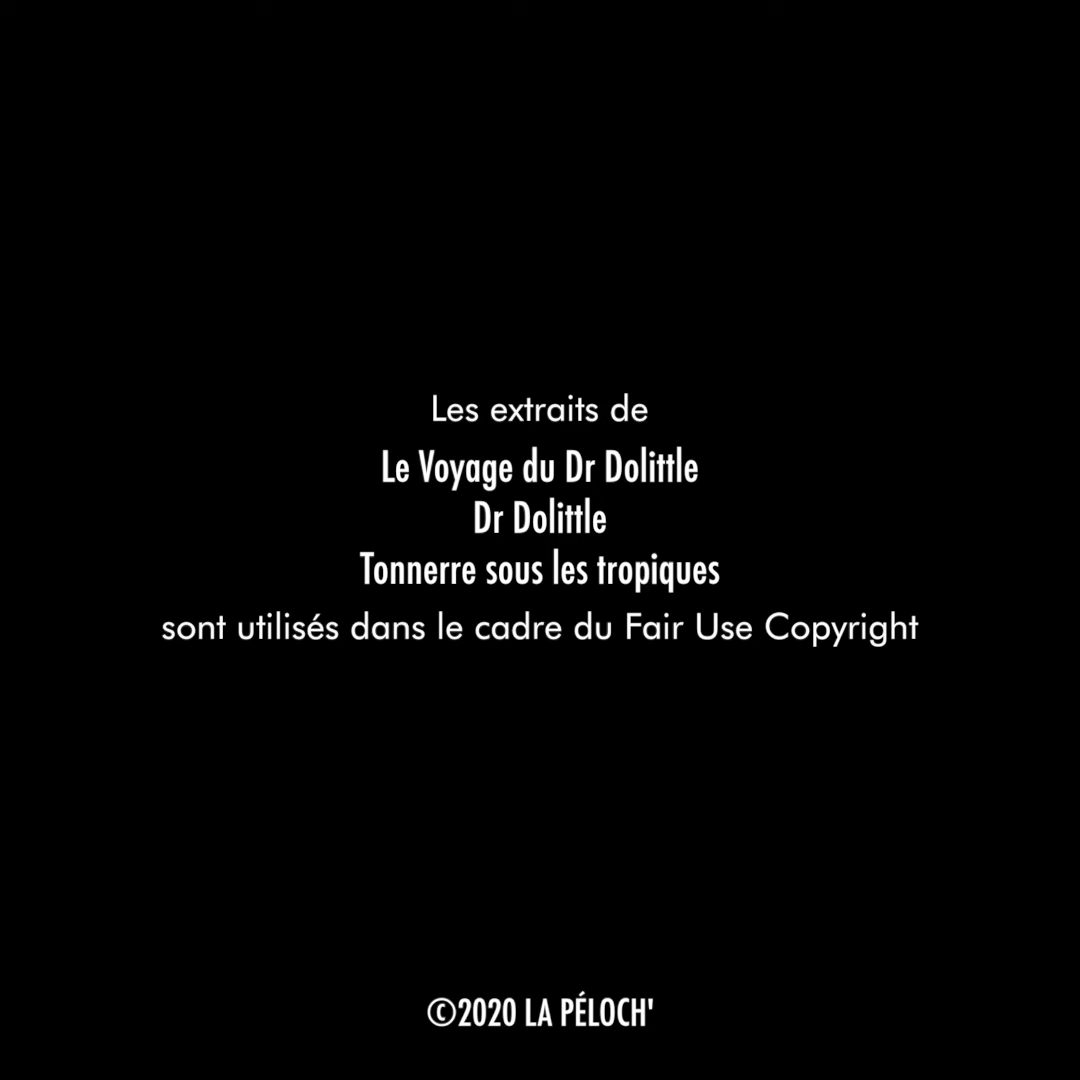 Les extraits de
Le Voyage du Dr Dolittle
Dr Dolittle
Tonnerre sous les tropiques
sont utilisés dans le cadre du Fair Use Copyright
©2020 LA PÉLOCH'